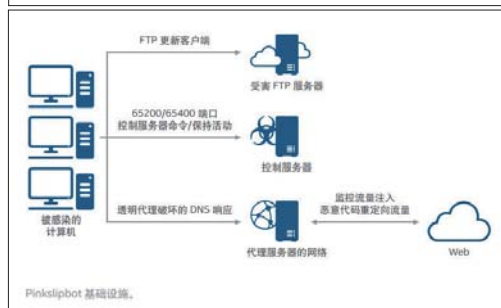 FTP 更新客户端
受害 FTP 服务器
65200/65400 端口
控制服务器命令/保持活动
控制服务器
被感染的
计算机
透明代理破坏的 DNS 响应
代理服务器的网络
监控流量注入
恶意代码重定向流量
Web
Pinkslipbot 基础设施。